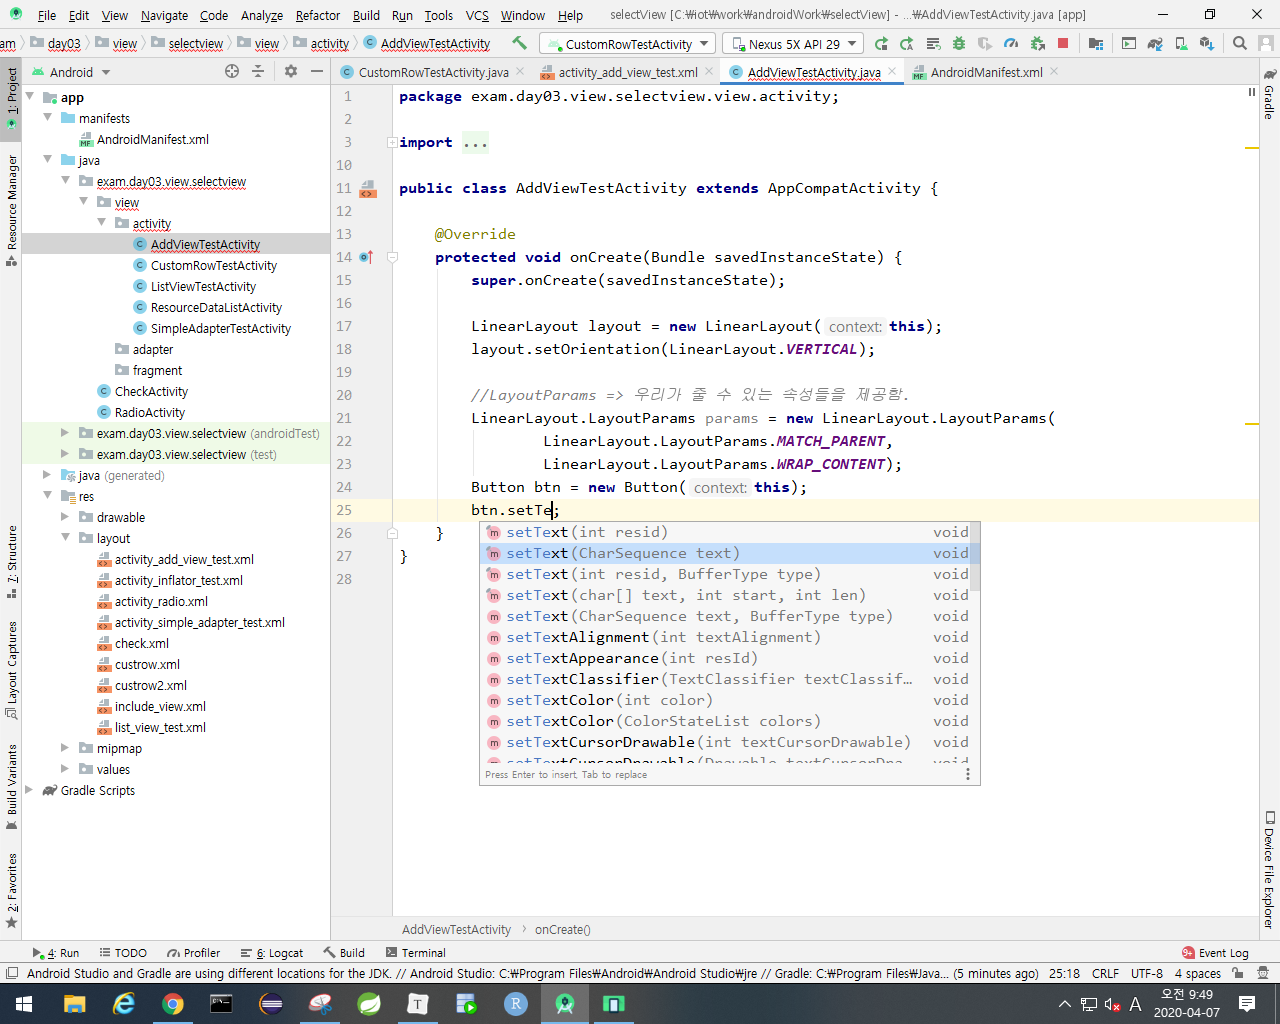 File Edit View Navigate Code Analyze Refactor Build Run Tools VCS Window Help selectView [C:₩iot₩work₩androidWork₩selectView] - ...₩AddViewTestActivity.java [app]
am day03 view selectview view activity AddViewTestActivity CustomRowTestActivity Nexus 5X API 29
Android
CustomRowTestActivity.java activity_add_view_test.xml AddViewTestActivity.java AndroidManifest.xml
1: Project
Resource Manager
7: Structure
Layout Captures
Build Variants
2: Favorites
app
manifests
AndroidManifest.xml
java
exam.day03.view.selectview
view
activity
AddViewTestActivity
CustomRowTestActivity
ListViewTestActivity
ResourceDataListActivity
SimpleAdapterTestActivity
adapter
fragment
CheckActivity
RadioActivity
exam.day03.view.selectview (androidTest)
exam.day03.view.selectview (test)
java (generated)
res
drawable
layout
activity_add_view_test.xml
activity_inflator_test.xml
activity_radio.xml
activity_simple_adapter_test.xml
check.xml
custrow.xml
custrow2.xml
include_view.xml
list_view_test.xml
mipmap
values
Gradle Scripts
1 package exam.day03.view.selectview.view.activity;
2
3 import ...
10
11 public class AddViewTestActivity extends AppCompatActivity {
12
13 @Override
14 protected void onCreate(Bundle savedInstanceState) {
15 super.onCreate(savedInstanceState);
16
17 LinearLayout layout = new LinearLayout( context: this);
18 layout.setOrientation(LinearLayout.VERTICAL);
19
20 //LayoutParams => 우리가 줄 수 있는 속성들을 제공함.
21 LinearLayout.LayoutParams params = new LinearLayout.LayoutParams(
22 LinearLayout.LayoutParams.MATCH_PARENT,
23 LinearLayout.LayoutParams.WRAP_CONTENT);
24 Button btn = new Button( context: this);
25 btn.setTe;
26 }
27 }
28
setText(int resid) void
setText(CharSequence text) void
setText(int resid, BufferType type) void
setText(char[] text, int start, int len) void
setText(CharSequence text, BufferType type) void
setTextAlignment(int textAlignment) void
setTextAppearance(int resId) void
setTextClassifier(TextClassifier textClassif... void
setTextColor(int color) void
setTextColor(ColorStateList colors) void
setTextCursorDrawable(int textCursorDrawable) void
setTextCursorDrawable(Drawable textCursorDra... void
Press Enter to insert, Tab to replace
Gradle
Device File Explorer
AddViewTestActivity onCreate()
4: Run TODO Profiler 6: Logcat Build Terminal 9+ Event Log
Android Studio and Gradle are using different locations for the JDK. // Android Studio: C:₩Program Files₩Android₩Android Studio₩jre // Gradle: C:₩Program Files₩Java... (5 minutes ago) 25:18 CRLF UTF-8 4 spaces
A 오전 9:49
2020-04-07